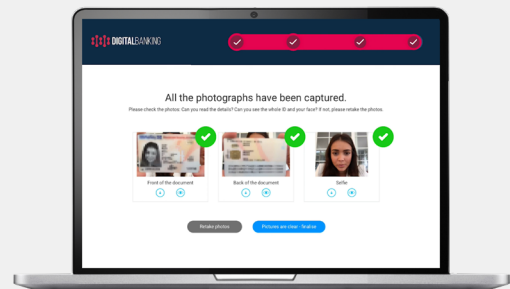 DIGITALBANKING
All the photographs have been captured.
Please check the photos: Can you read the details? Can you see the whole ID and your face? If not, please retake the photos.
Front of the document
Back of the document
Selfie
Retake photos
Pictures are clear - finalise